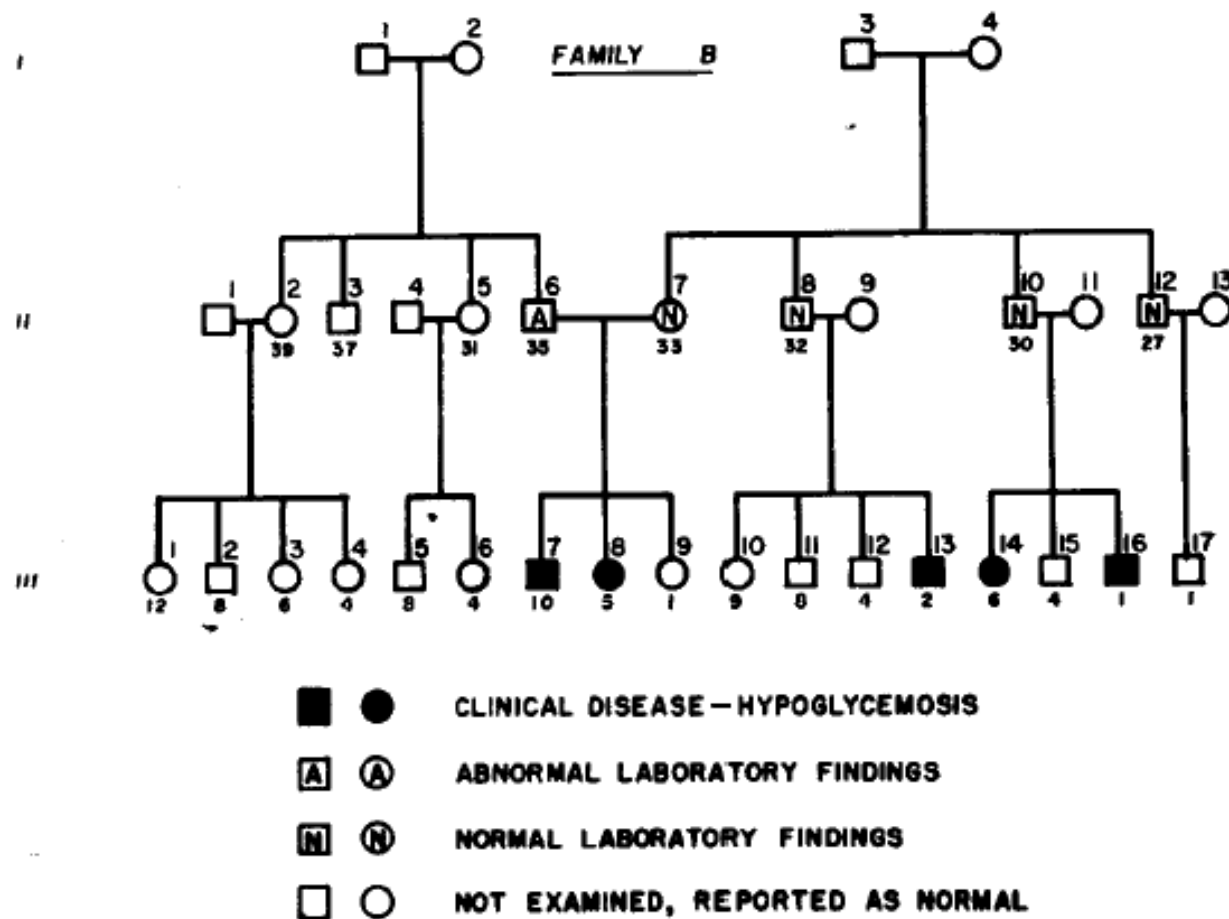 1 2 3 4
I FAMILY B
1 2 3 4 5 6 7 8 9 10 11 12 13
II A N N N N
39 37 31 35 33 32 30 27
1 2 3 4 5 6 7 8 9 10 11 12 13 14 15 16 17
III
12 8 6 4 8 4 10 5 1 9 8 4 2 6 4 1 1
CLINICAL DISEASE — HYPOGLYCEMOSIS
A A ABNORMAL LABORATORY FINDINGS
N N NORMAL LABORATORY FINDINGS
NOT EXAMINED, REPORTED AS NORMAL